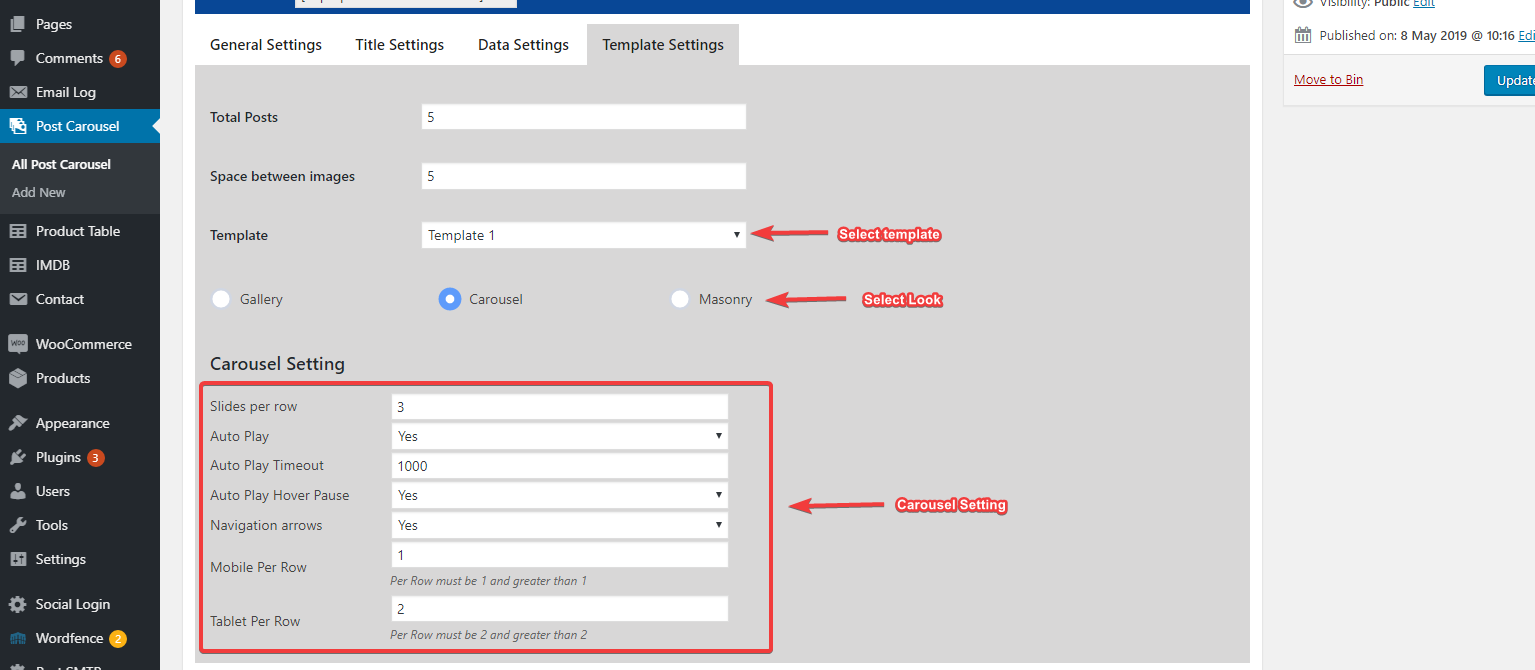 Pages
Comments 6
Email Log
Post Carousel
All Post Carousel
Add New
Product Table
IMDB
Contact
WOO WooCommerce
Products
Appearance
Plugins 3
Users
Tools
Settings
Social Login
Wordfence 2
Post SMTP
General Settings Title Settings Data Settings Template Settings
Total Posts 5
Space between images 5
Template Template 1 Select template
Gallery Carousel Masonry Select Look
Carousel Setting
Slides per row 3
Auto Play Yes
Auto Play Timeout 1000
Auto Play Hover Pause Yes
Navigation arrows Yes
Carousel Setting
Mobile Per Row 1
Per Row must be 1 and greater than 1
Tablet Per Row 2
Per Row must be 2 and greater than 2
Visibility: Public Edit
Published on: 8 May 2019 @ 10:16 Edi
Move to Bin
Update